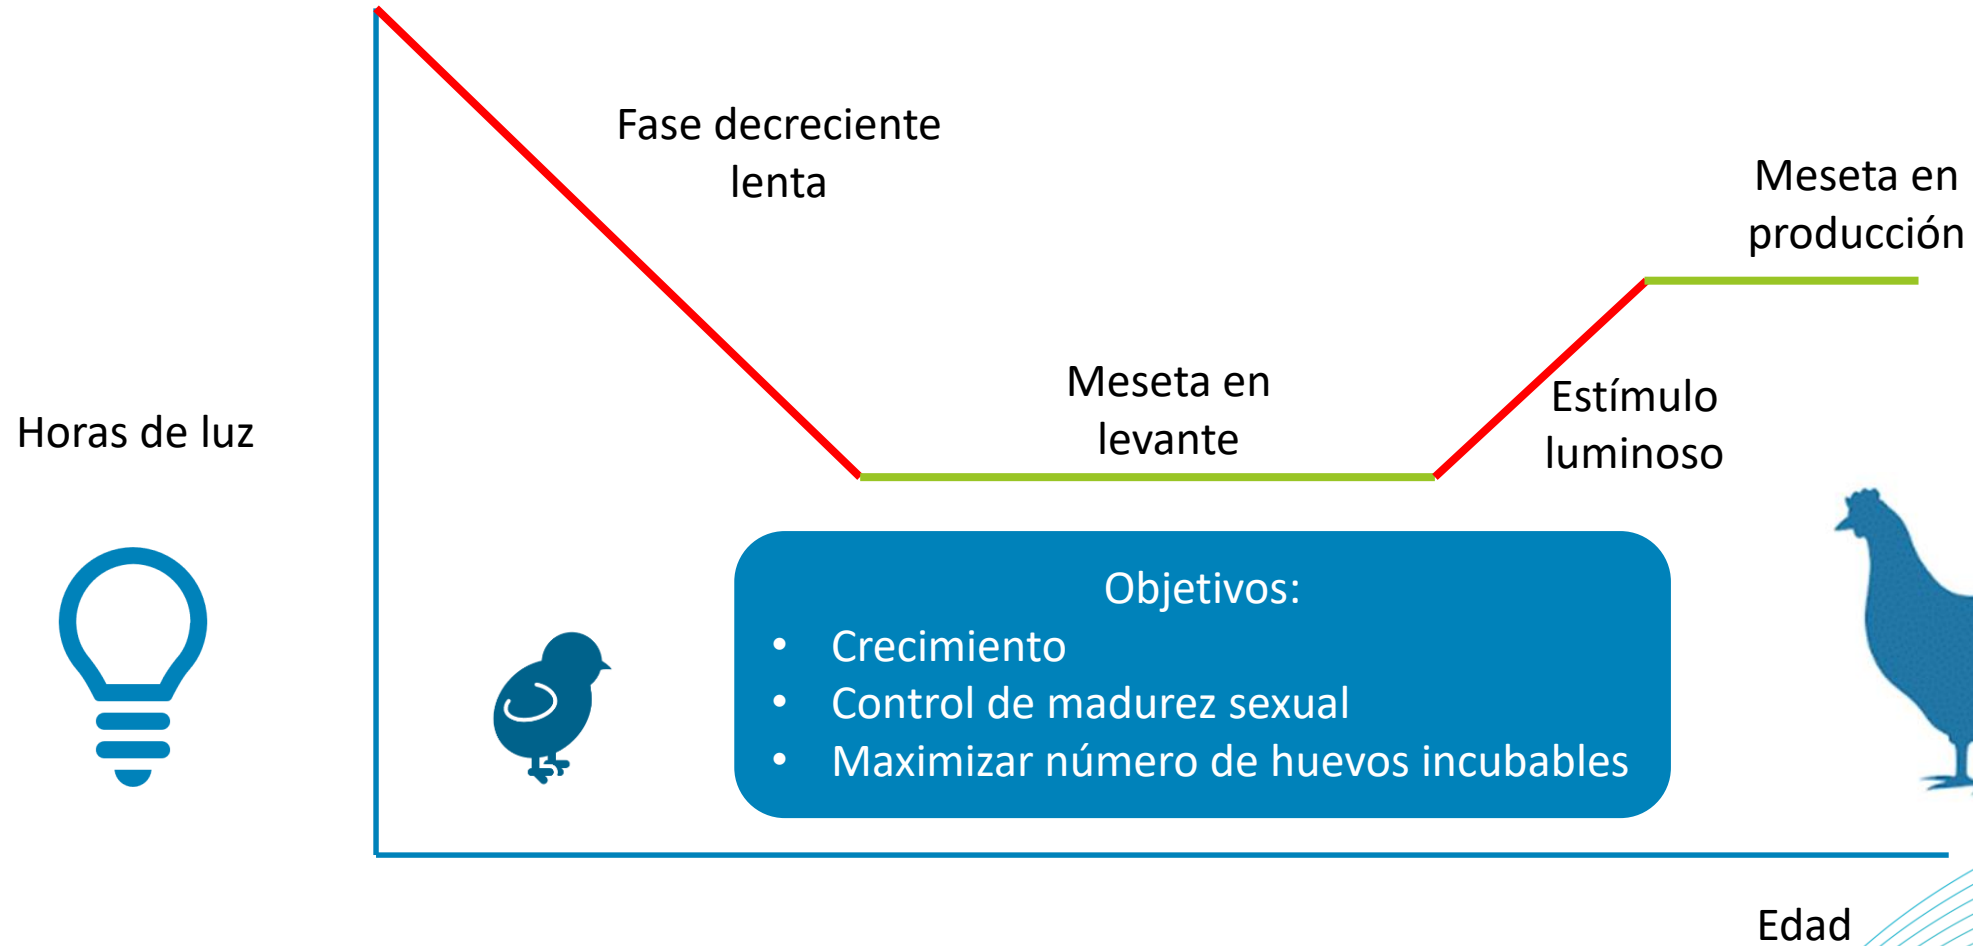 Fase decreciente
lenta
Meseta en
producción
Meseta en
levante
Estímulo
luminoso
Horas de luz
Objetivos:
• Crecimiento
• Control de madurez sexual
• Maximizar número de huevos incubables
Edad